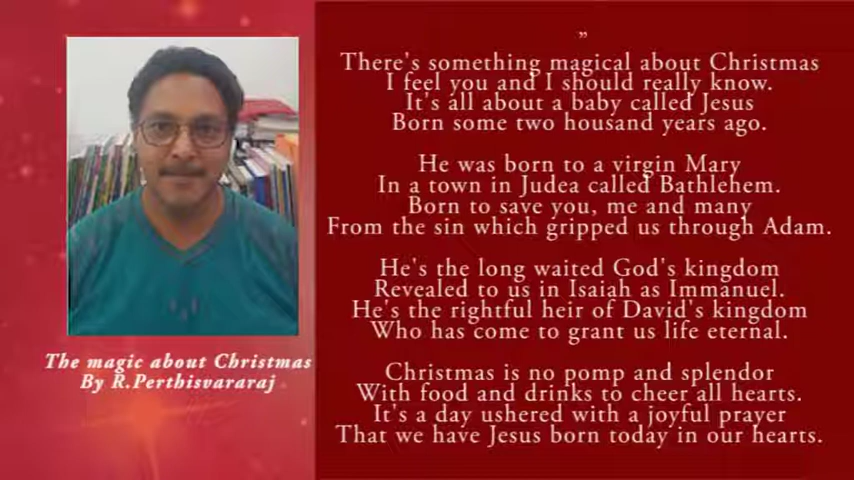 The magic about Christmas
By R.Perthisvararaj
”
There's something magical about Christmas
I feel you and I should really know.
It's all about a baby called Jesus
Born some two housand years ago.
He was born to a virgin Mary
In a town in Judea called Bathlehem.
Born to save you, me and many
From the sin which gripped us through Adam.
He's the long waited God's kingdom
Revealed to us in Isaiah as Immanuel.
He's the rightful heir of David's kingdom
Who has come to grant us life eternal.
Christmas is no pomp and splendor
With food and drinks to cheer all hearts.
It's a day ushered with a joyful prayer
That we have Jesus born today in our hearts.